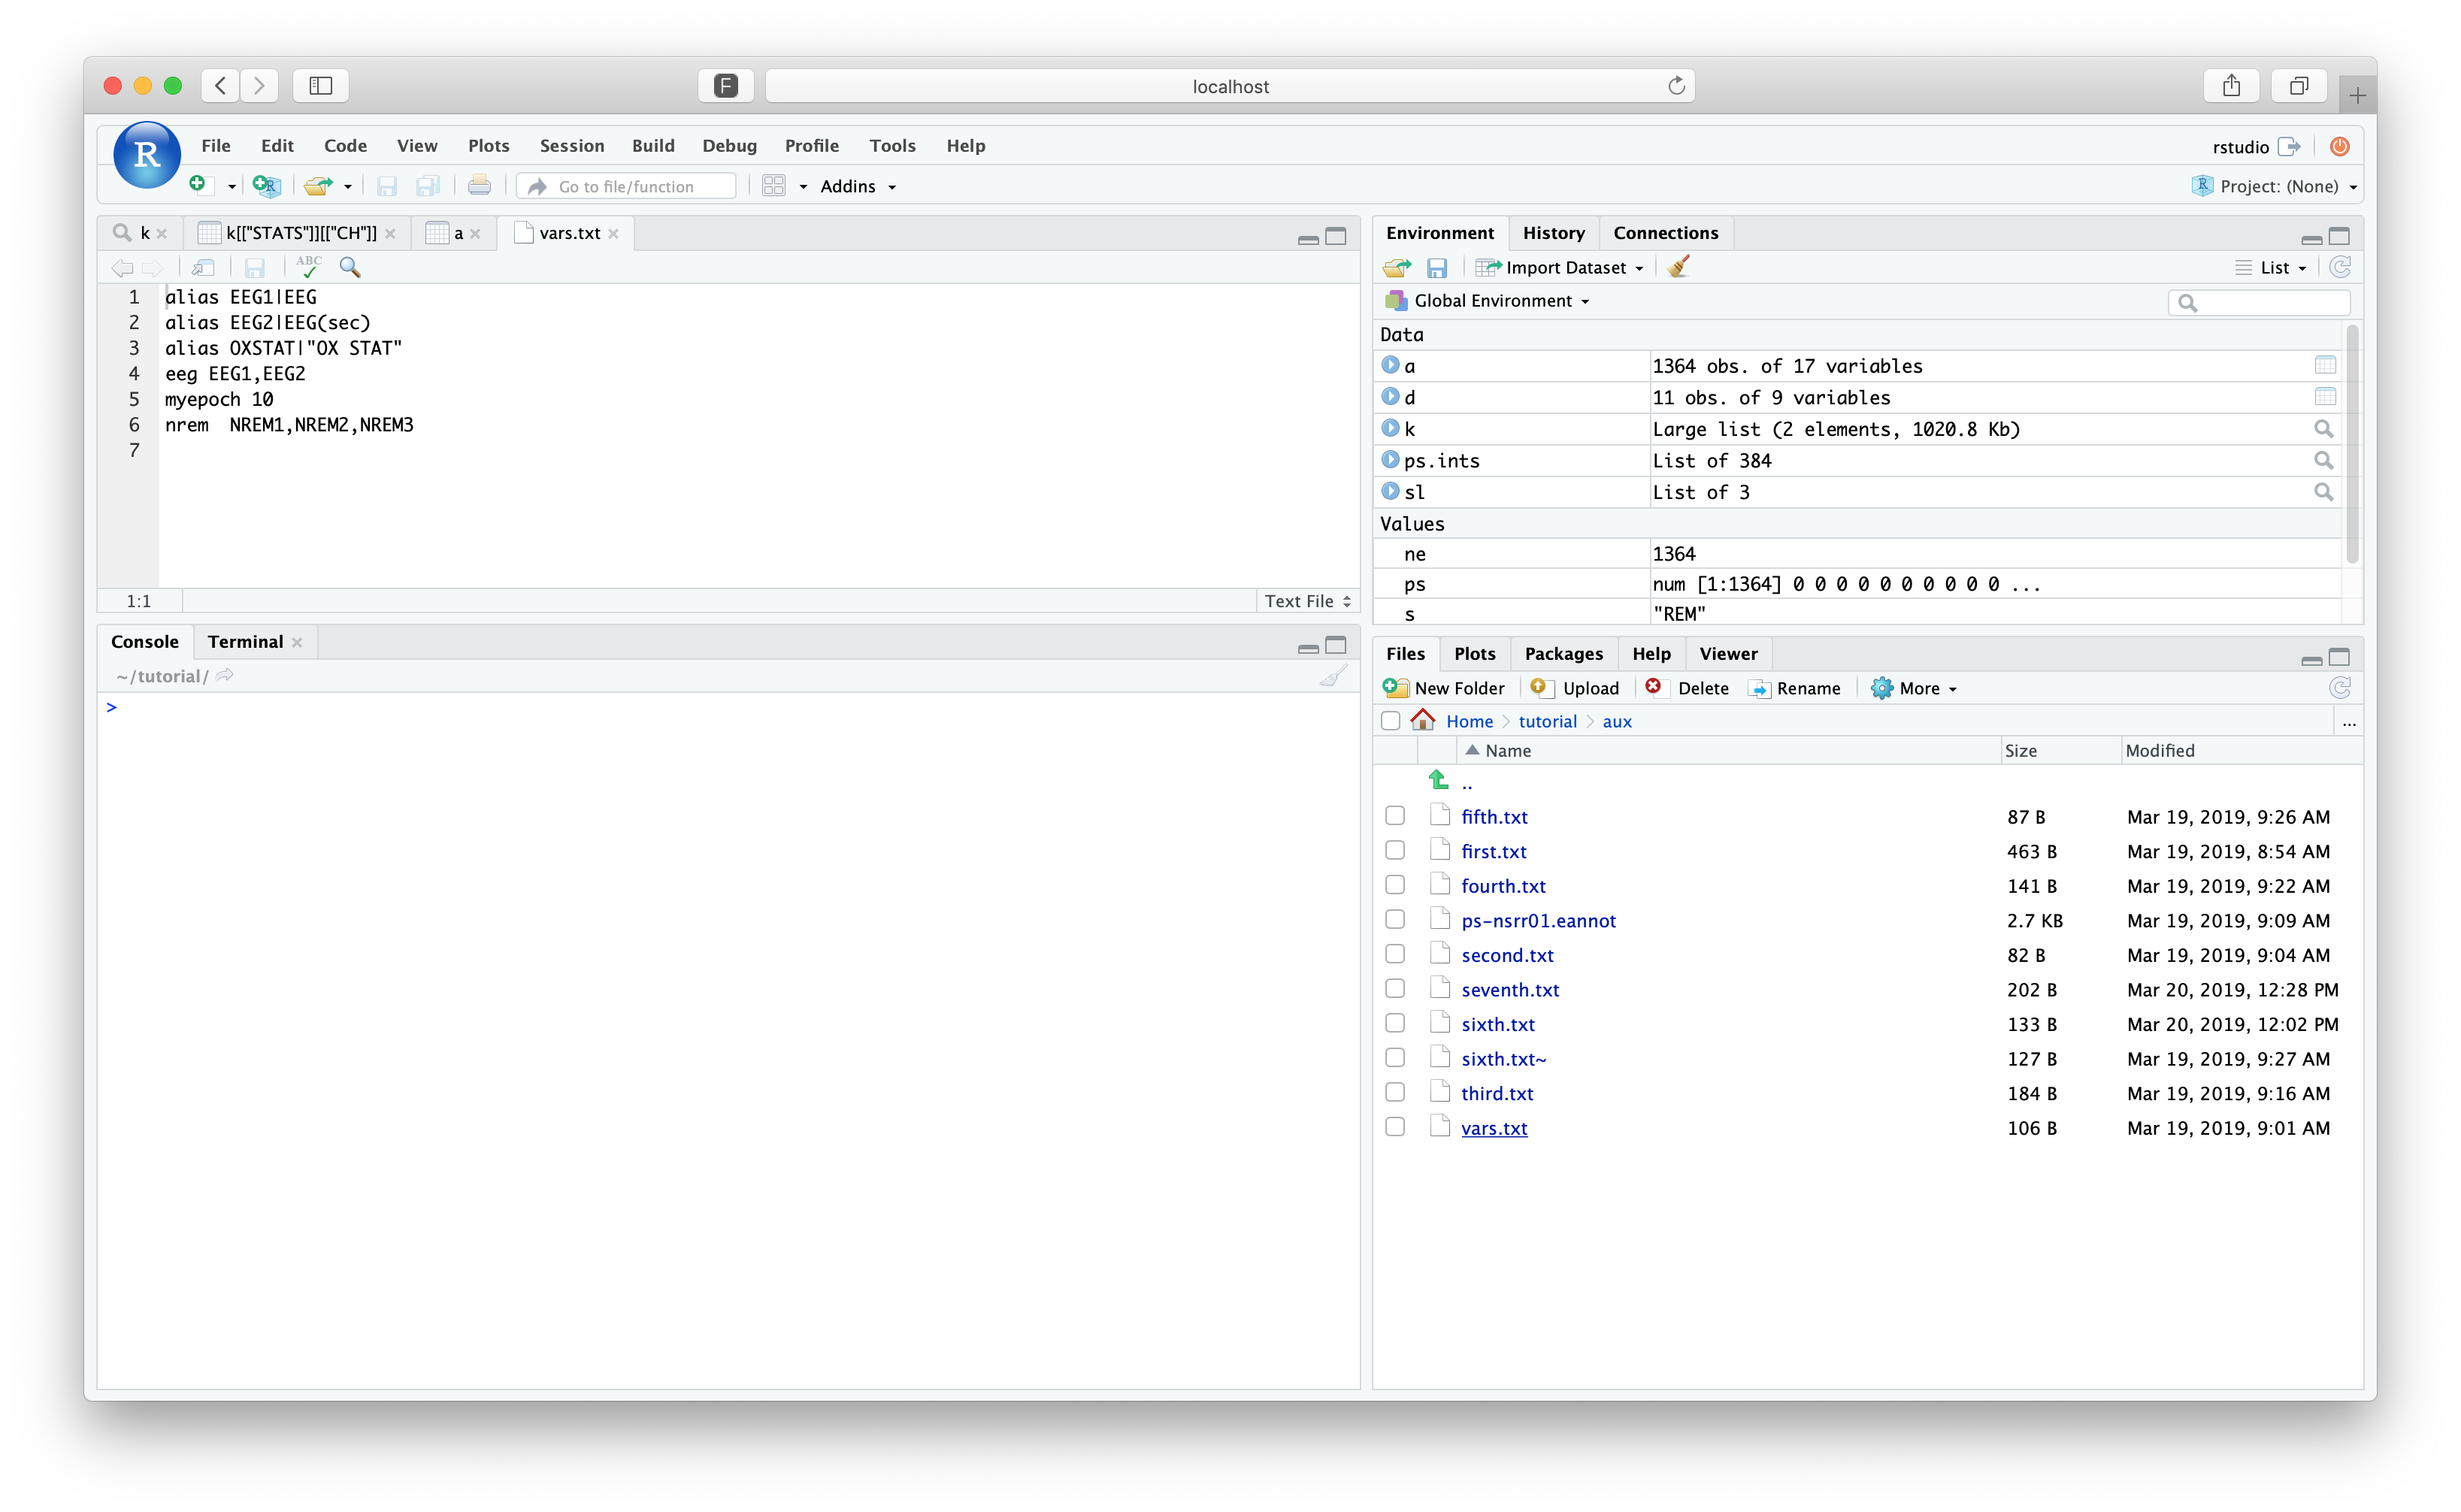 F
localhost
R
File Edit Code View Plots Session Build Debug Profile Tools Help
rstudio
Go to file/function
Addins
Project: (None)
k
k[["STATS"]][["CH"]]
a
vars.txt
ABC
1 alias EEG1|EEG
2 alias EEG2|EEG(sec)
3 alias OXSTAT|"OX STAT"
4 eeg EEG1,EEG2
5 myepoch 10
6 nrem  NREM1,NREM2,NREM3
7
1:1
Text File
Console Terminal
~/tutorial/
>
Environment History Connections
Import Dataset
List
Global Environment
Data
a 1364 obs. of 17 variables
d 11 obs. of 9 variables
k Large list (2 elements, 1020.8 Kb)
ps.ints List of 384
sl List of 3
Values
ne 1364
ps num [1:1364] 0 0 0 0 0 0 0 0 0 0 ...
s "REM"
Files Plots Packages Help Viewer
New Folder Upload Delete Rename More
Home tutorial aux ...
Name Size Modified
..
fifth.txt 87 B Mar 19, 2019, 9:26 AM
first.txt 463 B Mar 19, 2019, 8:54 AM
fourth.txt 141 B Mar 19, 2019, 9:22 AM
ps-nsrr01.eannot 2.7 KB Mar 19, 2019, 9:09 AM
second.txt 82 B Mar 19, 2019, 9:04 AM
seventh.txt 202 B Mar 20, 2019, 12:28 PM
sixth.txt 133 B Mar 20, 2019, 12:02 PM
sixth.txt~ 127 B Mar 19, 2019, 9:27 AM
third.txt 184 B Mar 19, 2019, 9:16 AM
vars.txt 106 B Mar 19, 2019, 9:01 AM